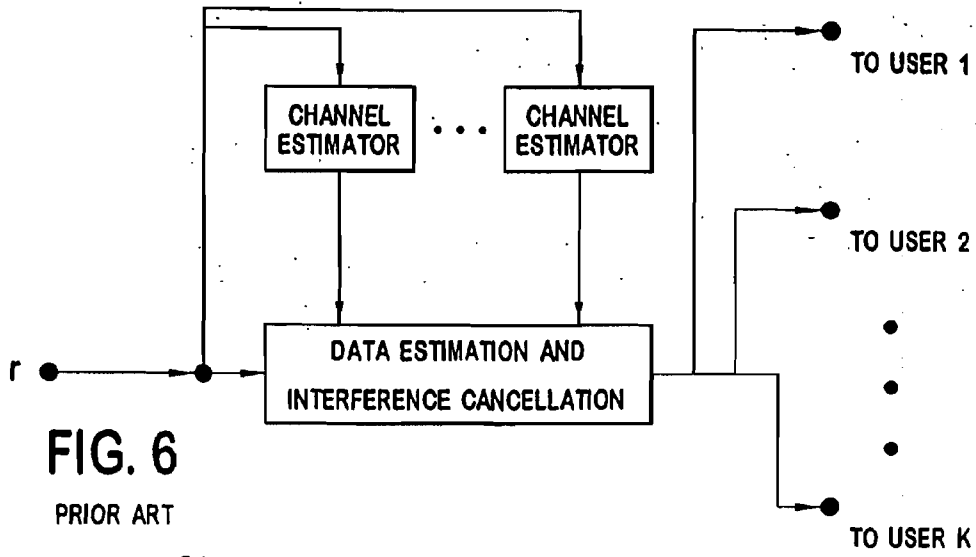 TO USER 1
CHANNEL
ESTIMATOR
CHANNEL
ESTIMATOR
TO USER 2
r
DATA ESTIMATION AND
INTERFERENCE CANCELLATION
FIG. 6
PRIOR ART
TO USER K